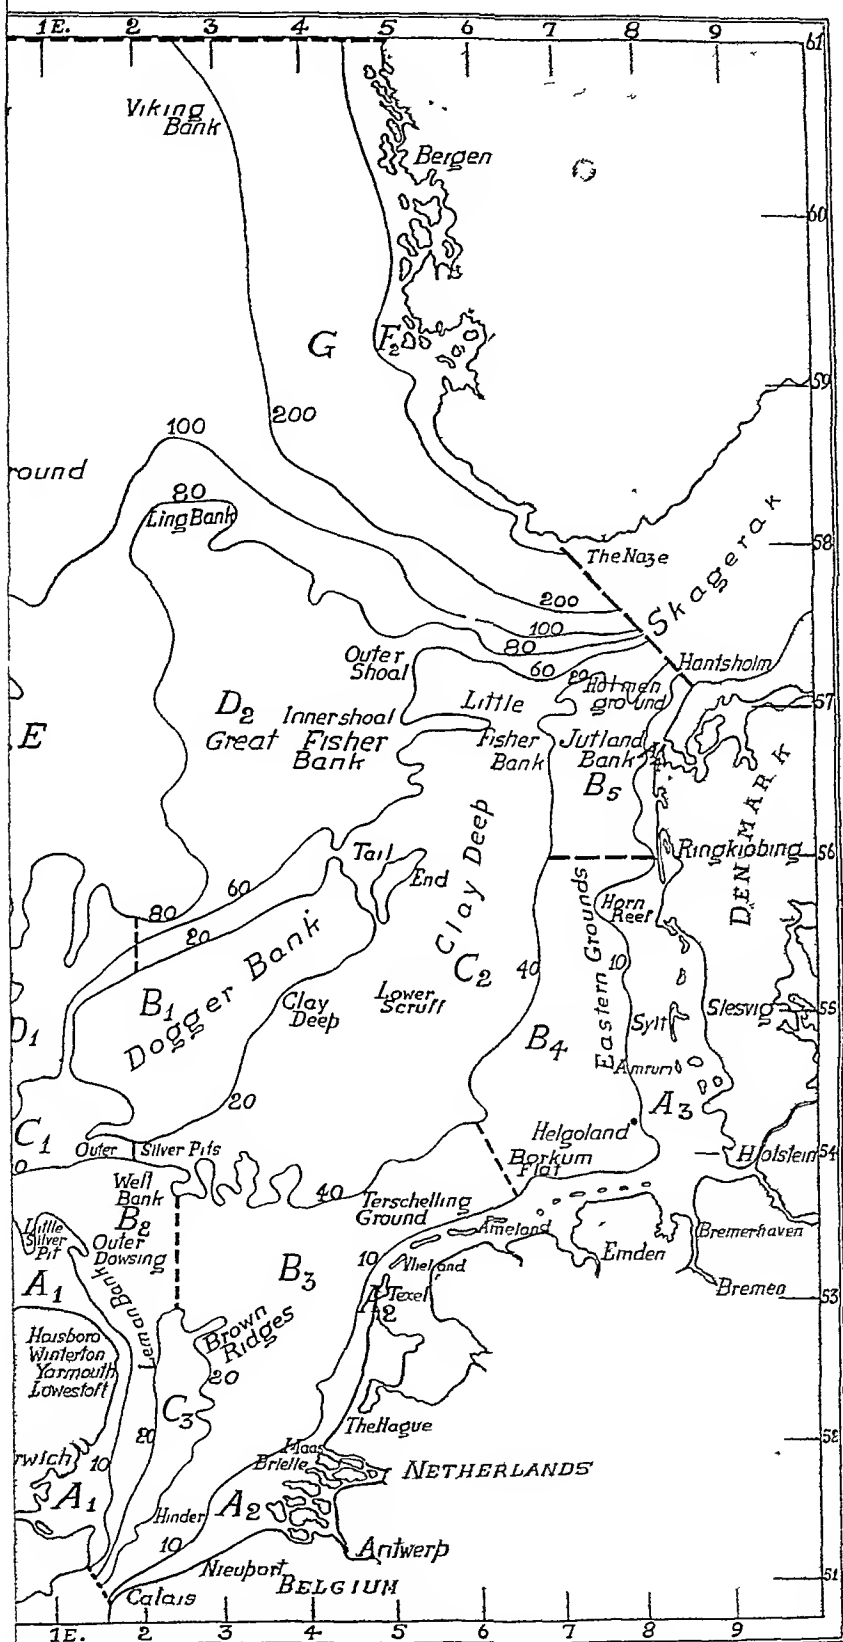 1E. 2 3 4 5 6 7 8 9
61
Viking
Bank
Bergen
60
G
F2
59
200
100
round
80
Ling Bank
58
The Naze
Skagerak
200
100
80
60
20
Outer
Shoal
Hantsholm
Holmen
ground
57
D2
Great
Innershoal
Fisher
Bank
Little
Fisher
Bank
Jutland
Bank
B5
E
DENMARK
Clay Deep
Tail
End
Ringkiobing
56
60
80
20
Horn
Reef
Dogger Bank
B1
C2
40
10
Eastern Grounds
Clay
Deep
Lower
Scruff
Sylt
Slesvig
55
D1
B4
Amrum
A3
20
C1
Outer
Silver Pits
Helgoland
Borkum
Flat
Holstein
54
0
Well
Bank
B2
40
Terschelling
Ground
Little
Silver
Pit
Outer
Dowsing
Ameland
Bremerhaven
Emden
A1
B3
10
Vlieland
Texel
A2
Bremen
53
Leman Bank
Brown
Ridges
Haisboro
Winterton
Yarmouth
Lowestoft
20
C3
The Hague
20
52
rwich
10
Maas
Brielle
NETHERLANDS
A1
A2
Hinder
10
Antwerp
Nieuport
BELGIUM
51
Calais
1E. 2 3 4 5 6 7 8 9